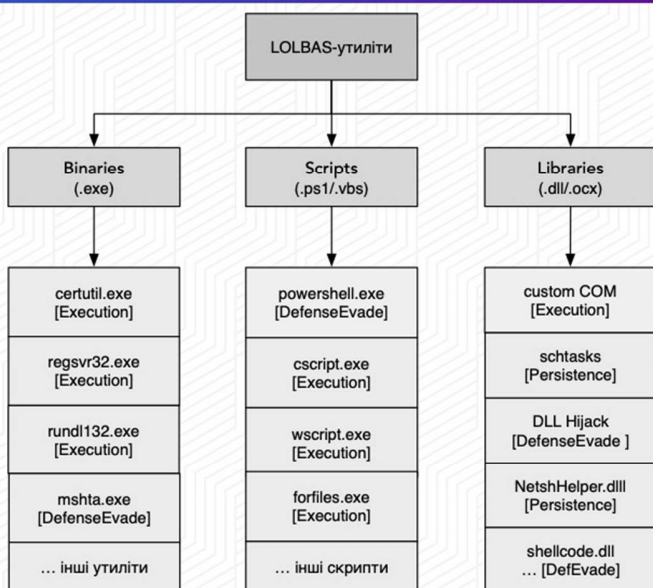 LOLBAS-утиліти
Binaries
(.exe)
Scripts
(.ps1/.vbs)
Libraries
(.dll/.ocx)
certutil.exe
[Execution]
regsvr32.exe
[Execution]
rundl132.exe
[Execution]
mshta.exe
[DefenseEvade]
... інші утиліти
powershell.exe
[DefenseEvade]
cscript.exe
[Execution]
wscript.exe
[Execution]
forfiles.exe
[Execution]
... інші скрипти
custom COM
[Execution]
schtasks
[Persistence]
DLL Hijack
[DefenseEvade ]
NetshHelper.dlll
[Persistence]
shellcode.dll
... [DefEvade]